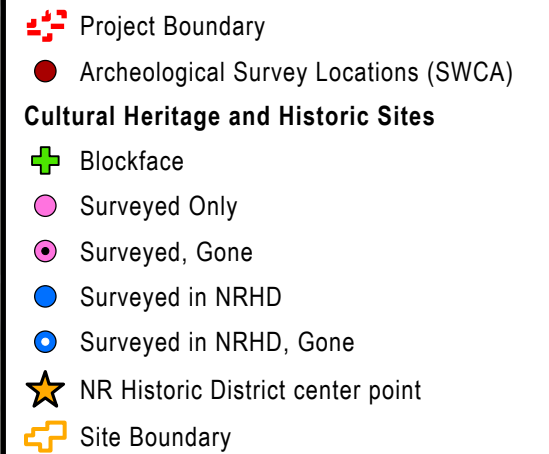 Project Boundary
Archeological Survey Locations (SWCA)
Cultural Heritage and Historic Sites
Blockface
Surveyed Only
Surveyed, Gone
Surveyed in NRHD
Surveyed in NRHD, Gone
NR Historic District center point
Site Boundary